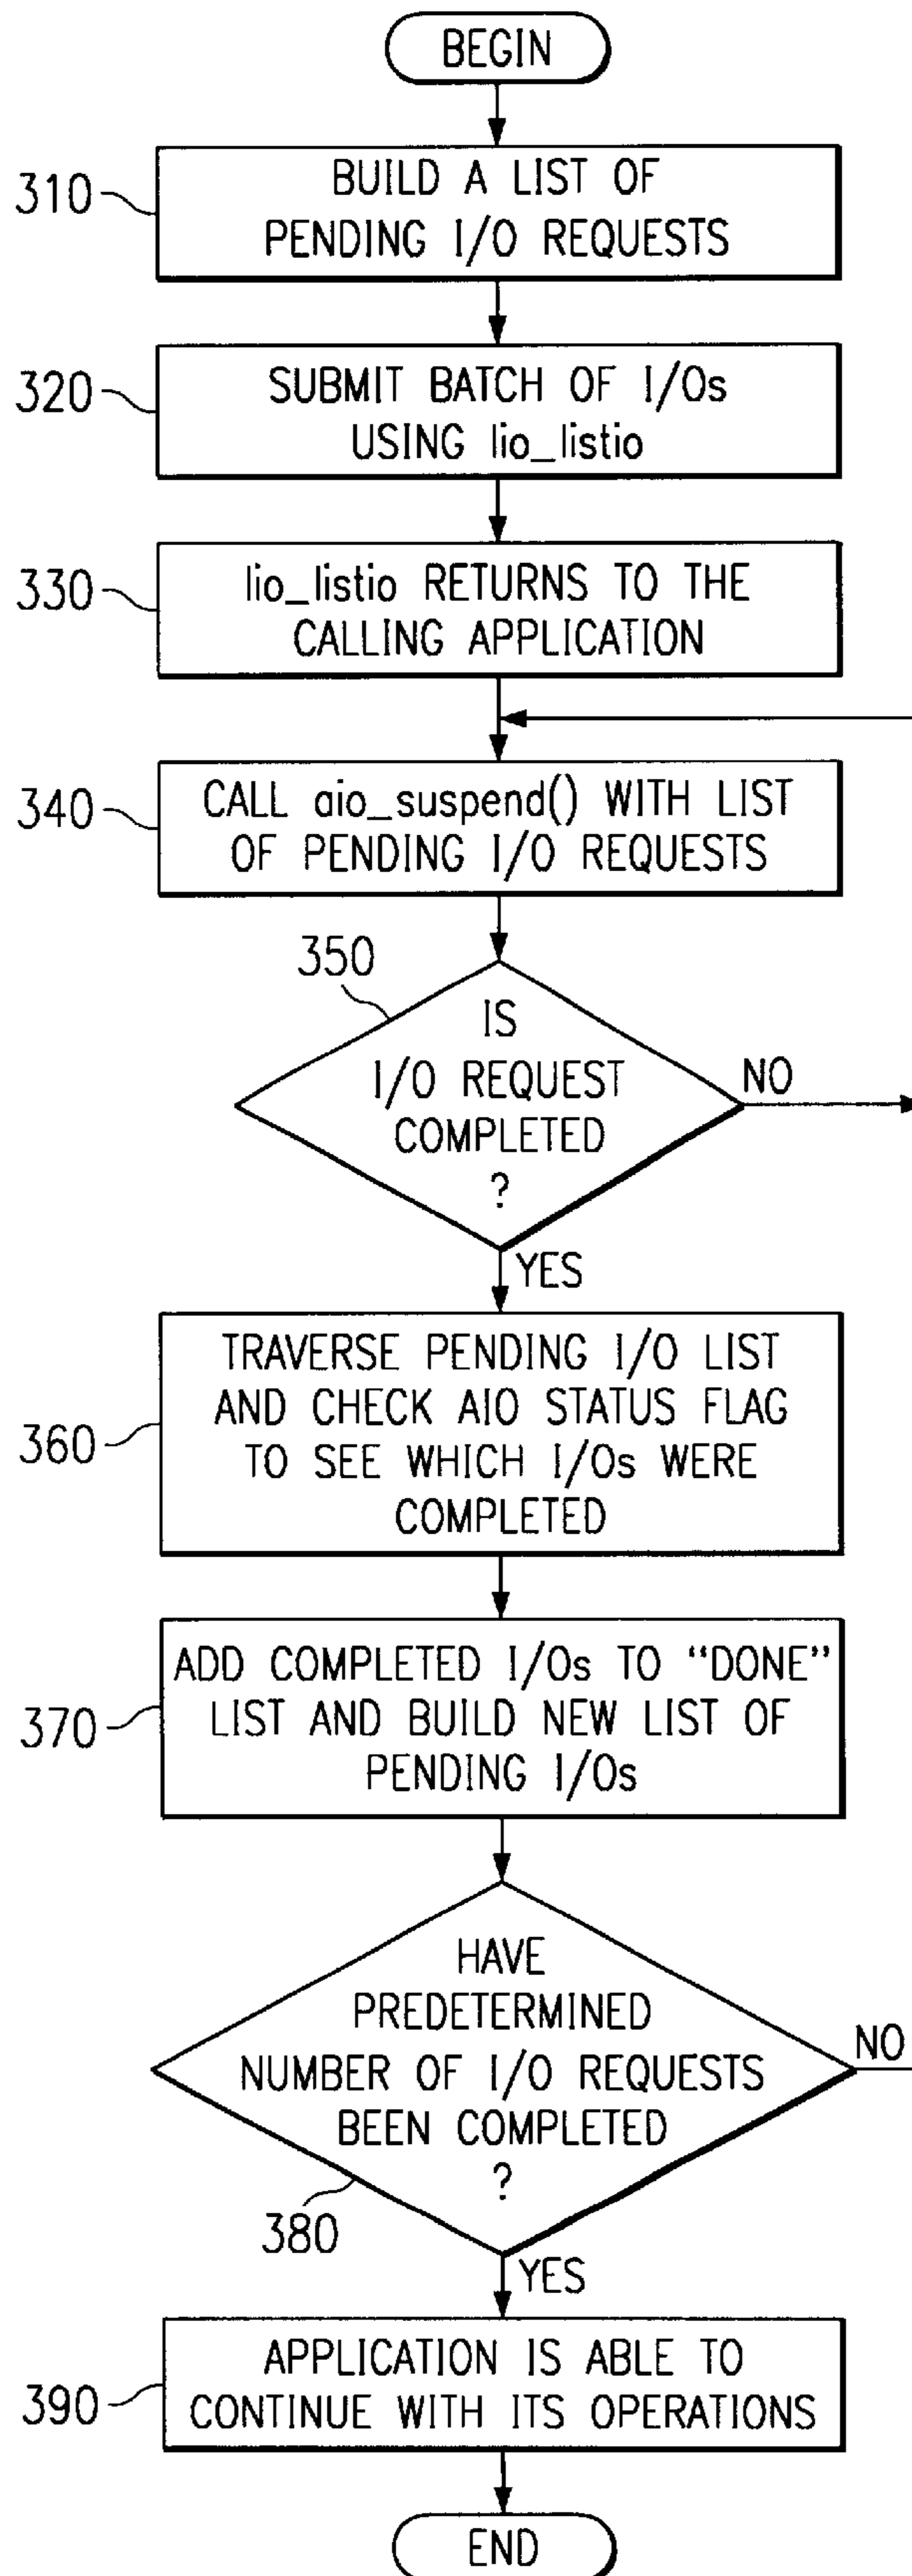 BEGIN
310
BUILD A LIST OF
PENDING I/O REQUESTS
320
SUBMIT BATCH OF I/Os
USING lio_listio
330
lio_listio RETURNS TO THE
CALLING APPLICATION
340
CALL aio_suspend() WITH LIST
OF PENDING I/O REQUESTS
350
IS
I/O REQUEST
COMPLETED
?
NO
YES
360
TRAVERSE PENDING I/O LIST
AND CHECK AIO STATUS FLAG
TO SEE WHICH I/Os WERE
COMPLETED
370
ADD COMPLETED I/Os TO “DONE”
LIST AND BUILD NEW LIST OF
PENDING I/Os
HAVE
PREDETERMINED
NUMBER OF I/O REQUESTS
BEEN COMPLETED
?
NO
380
YES
390
APPLICATION IS ABLE TO
CONTINUE WITH ITS OPERATIONS
END